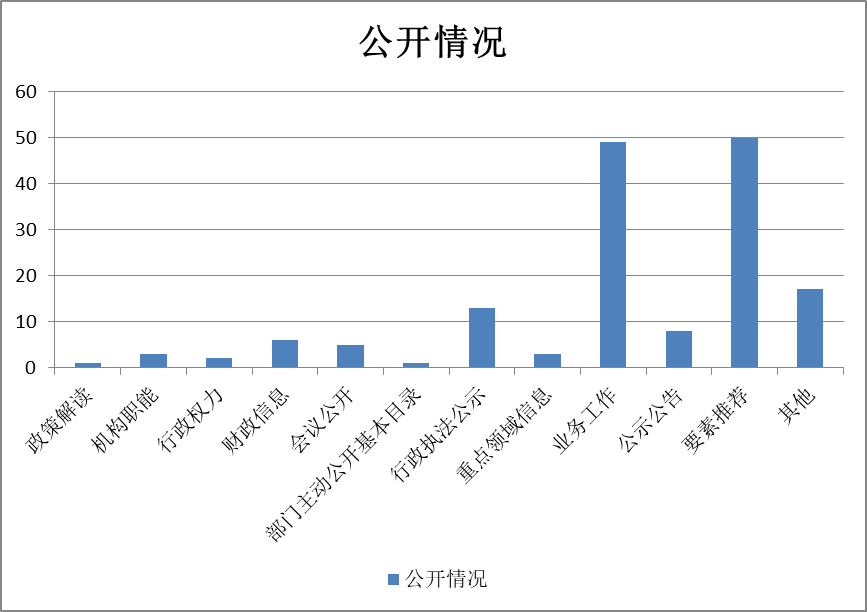 公开情况
60
50
40
30
20
10
0
政策解读
机构职能
行政权力
财政信息
会议公开
部门主动公开基本目录
行政执法公示
重点领域信息
业务工作
公示公告
要素推荐
其他
公开情况